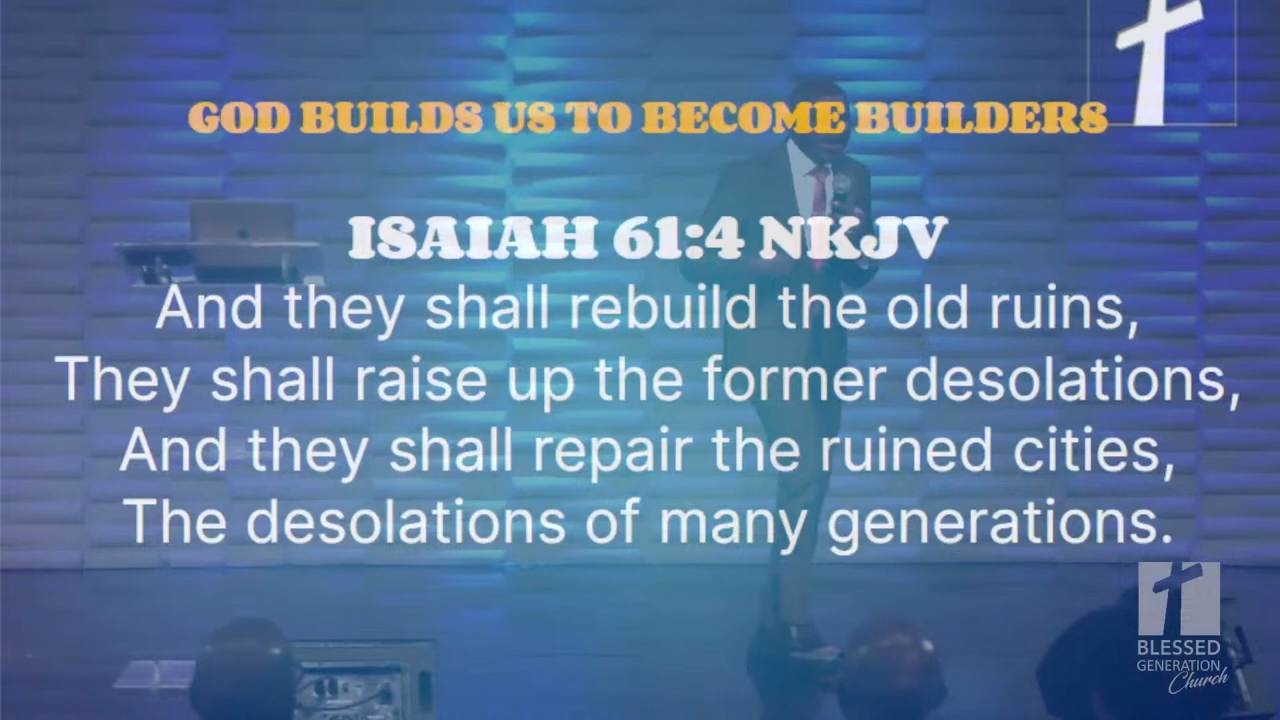 GOD BUILDS US TO BECOME BUILDERS
ISAIAH 61:4 NKJV
And they shall rebuild the old ruins,
They shall raise up the former desolations,
And they shall repair the ruined cities,
The desolations of many generations.
BLESSED
GENERATION
Church